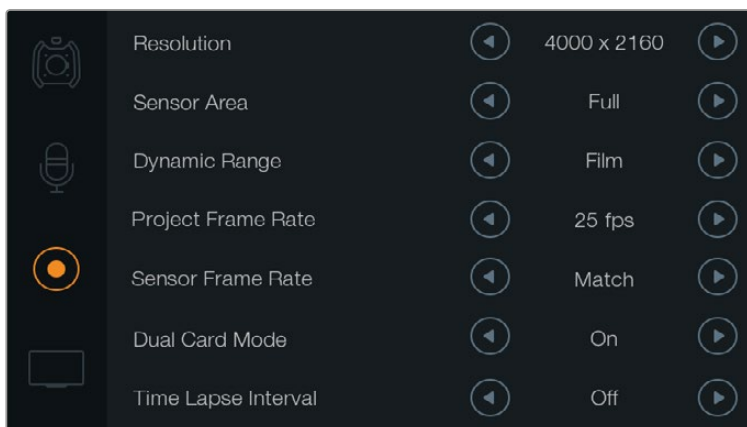 Resolution 4000 x 2160
Sensor Area Full
Dynamic Range Film
Project Frame Rate 25 fps
Sensor Frame Rate Match
Dual Card Mode On
Time Lapse Interval Off